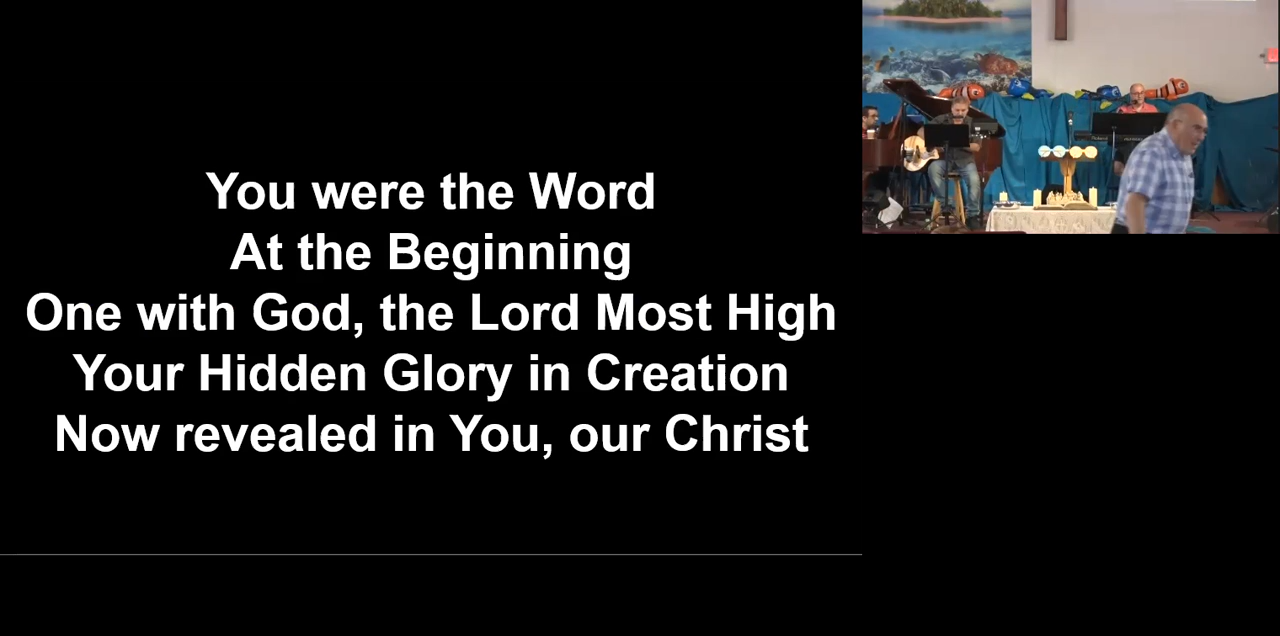 You were the Word
At the Beginning
One with God, the Lord Most High
Your Hidden Glory in Creation
Now revealed in You, our Christ